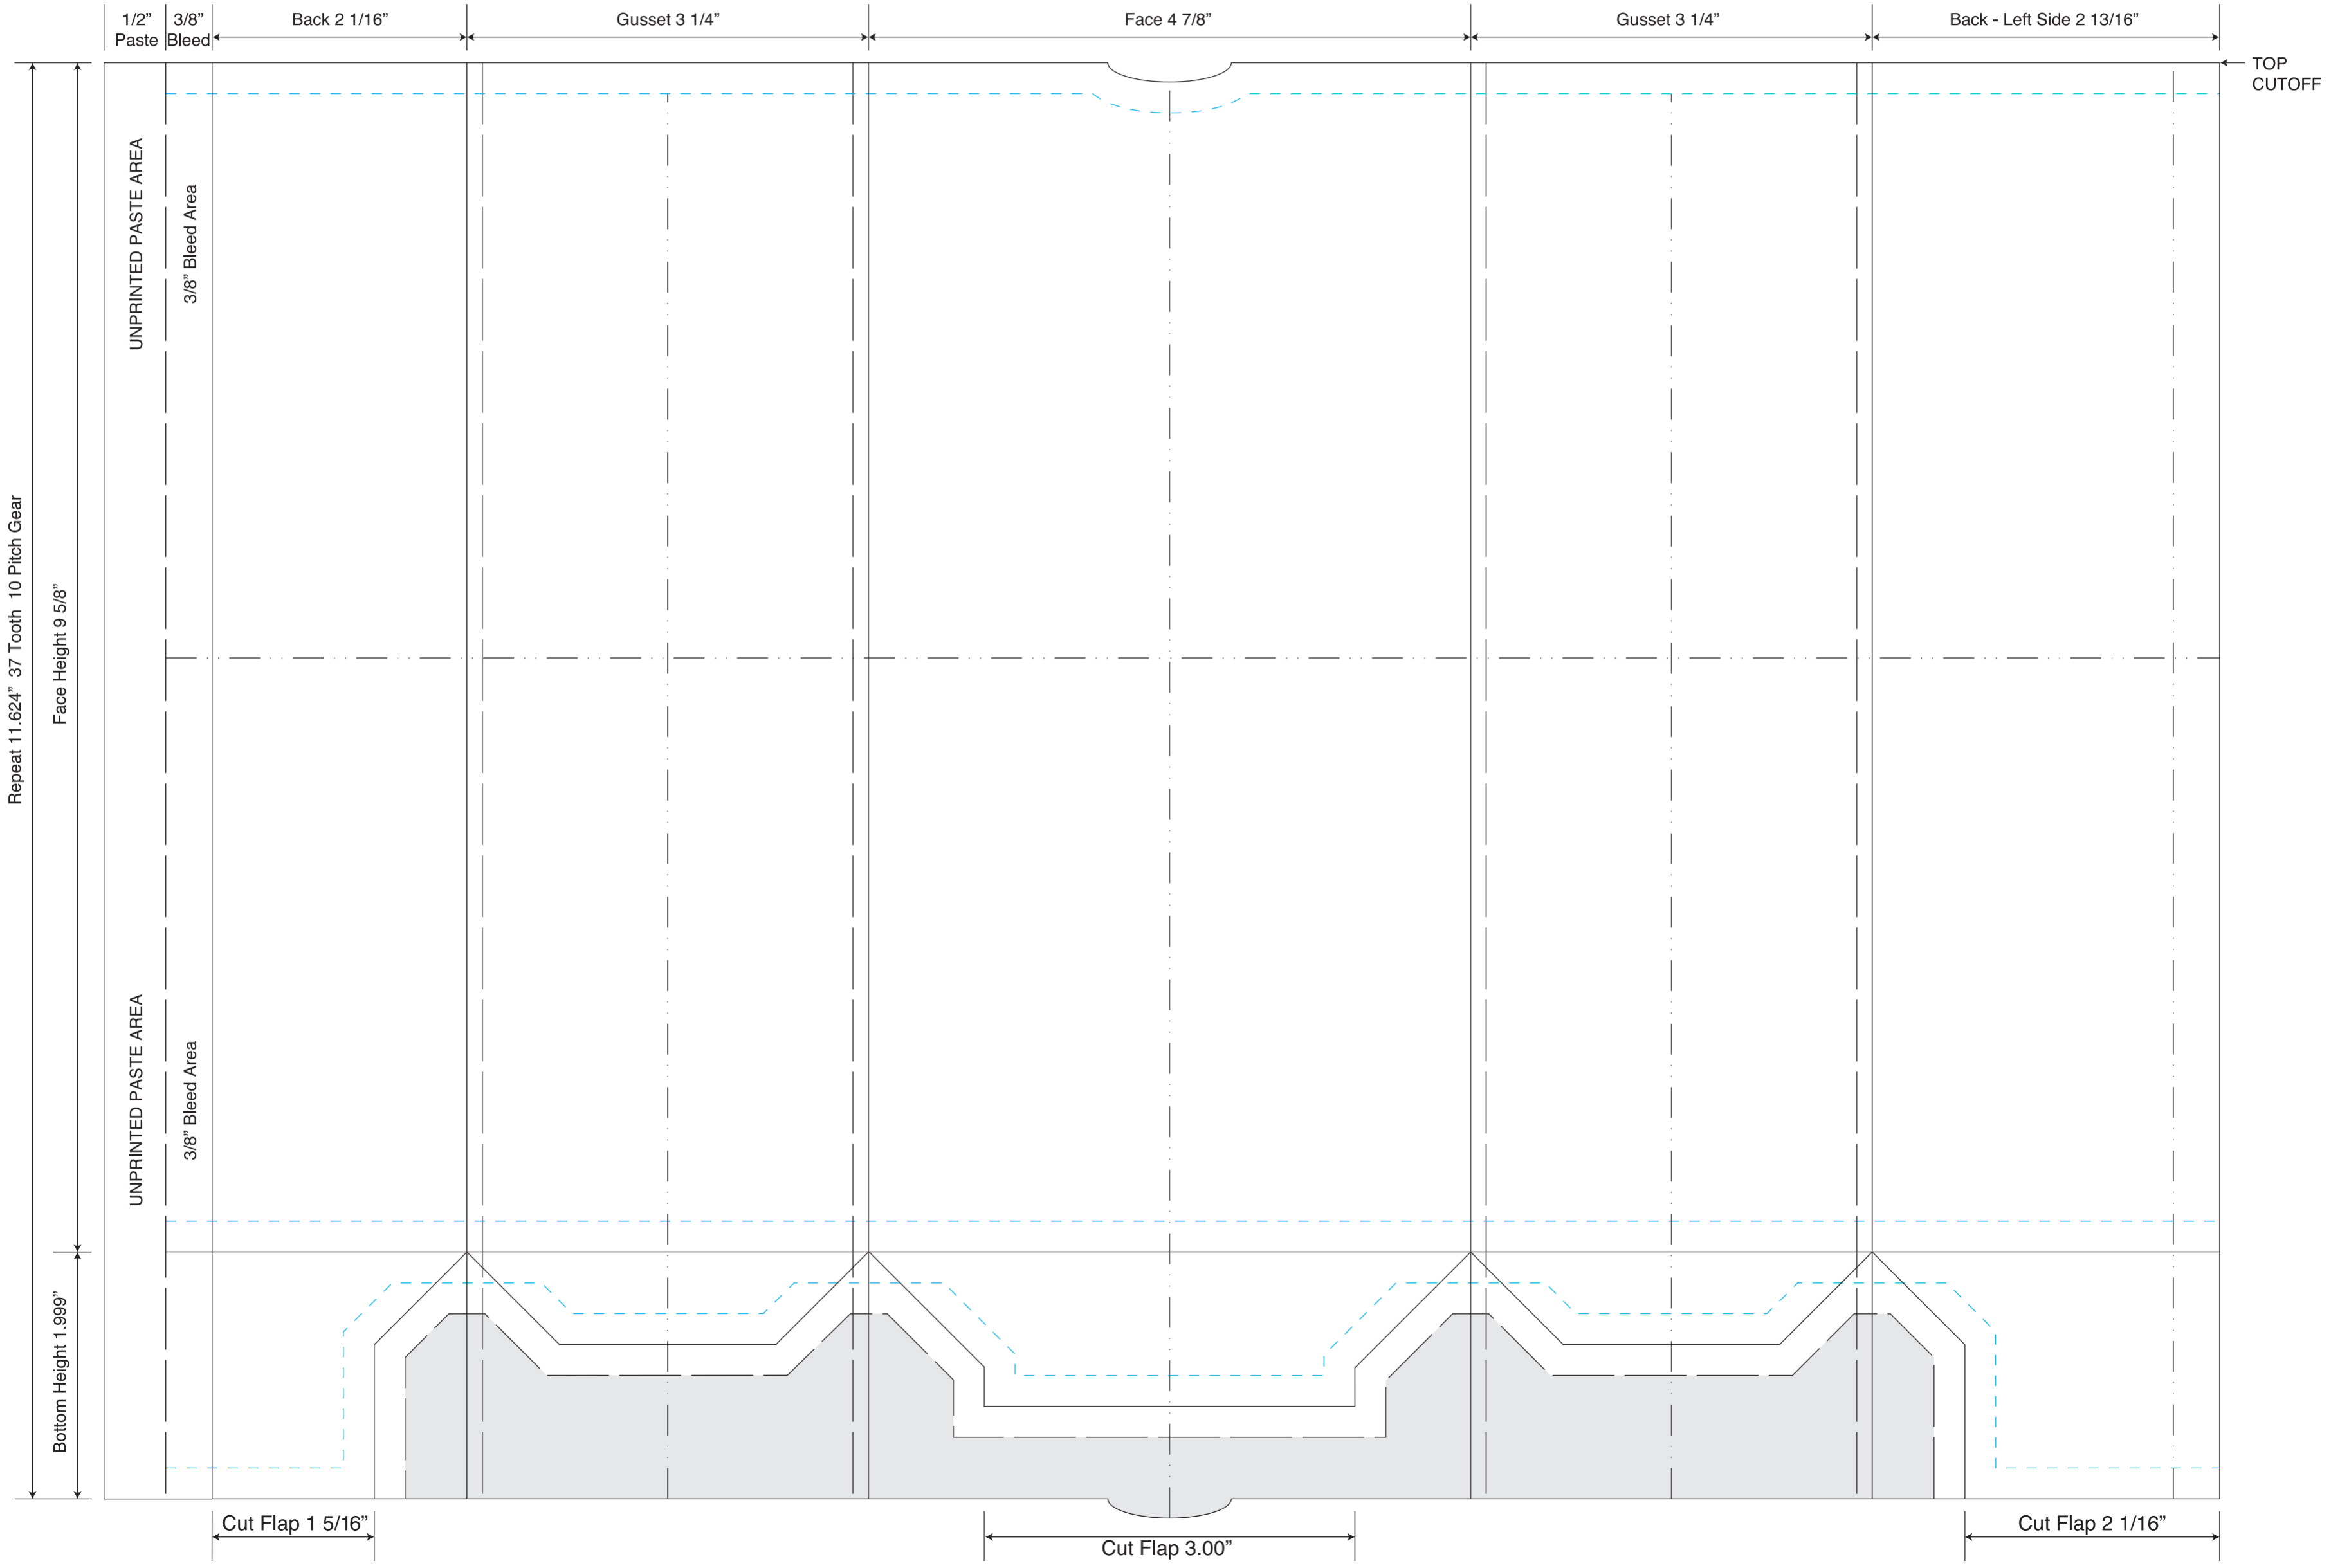 1/2”
Paste
3/8”
Bleed
Back 2 1/16”
Gusset 3 1/4”
Face 4 7/8”
Gusset 3 1/4”
Back - Left Side 2 13/16”
TOP
CUTOFF
UNPRINTED PASTE AREA
3/8” Bleed Area
Repeat 11.624”  37 Tooth  10 Pitch Gear
Face Height 9 5/8”
UNPRINTED PASTE AREA
3/8” Bleed Area
Bottom Height 1.999”
Cut Flap 1 5/16”
Cut Flap 3.00”
Cut Flap 2 1/16”